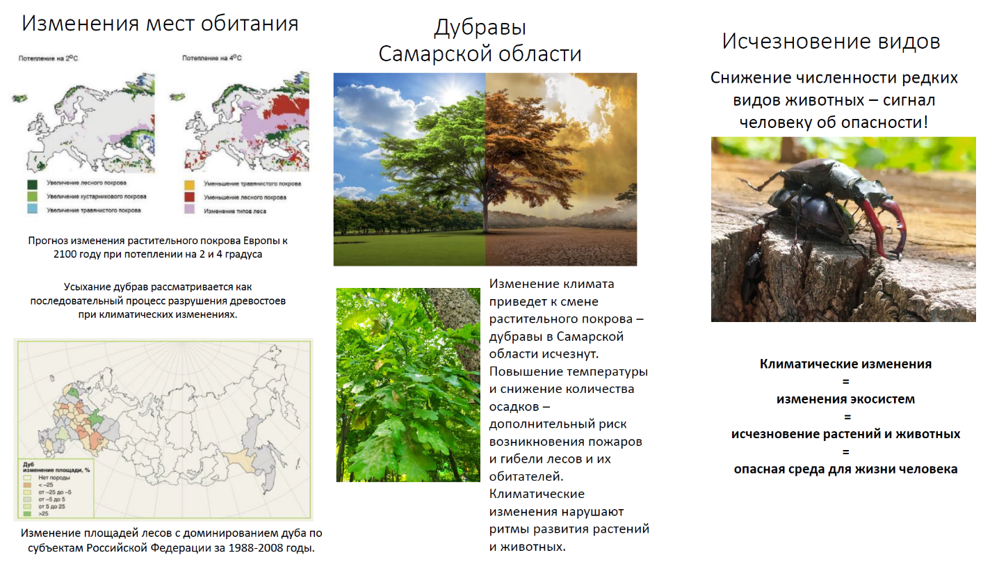 Изменения мест обитания
Потепление на 2⁰С
Потепление на 4⁰С
Увеличение лесного покрова
Увеличение кустарникового покрова
Увеличение травянистого покрова
Уменьшение травянистого покрова
Уменьшение лесного покрова
Изменение типов леса
Прогноз изменения растительного покрова Европы к
2100 году при потеплении на 2 и 4 градуса
Усыхание дубрав рассматривается как
последовательный процесс разрушения древостоев
при климатических изменениях.
Дуб
изменение площади, %
Нет породы
< –25
от –25 до –5
от –5 до 5
от 5 до 25
>25
Изменение площадей лесов с доминированием дуба по
субъектам Российской Федерации за 1988-2008 годы.
Дубравы
Самарской области
Изменение климата
приведет к смене
растительного покрова –
дубравы в Самарской
области исчезнут.
Повышение температуры
и снижение количества
осадков –
дополнительный риск
возникновения пожаров
и гибели лесов и их
обитателей.
Климатические
изменения нарушают
ритмы развития растений
и животных.
Исчезновение видов
Снижение численности редких
видов животных – сигнал
человеку об опасности!
Климатические изменения
=
изменения экосистем
=
исчезновение растений и животных
=
опасная среда для жизни человека